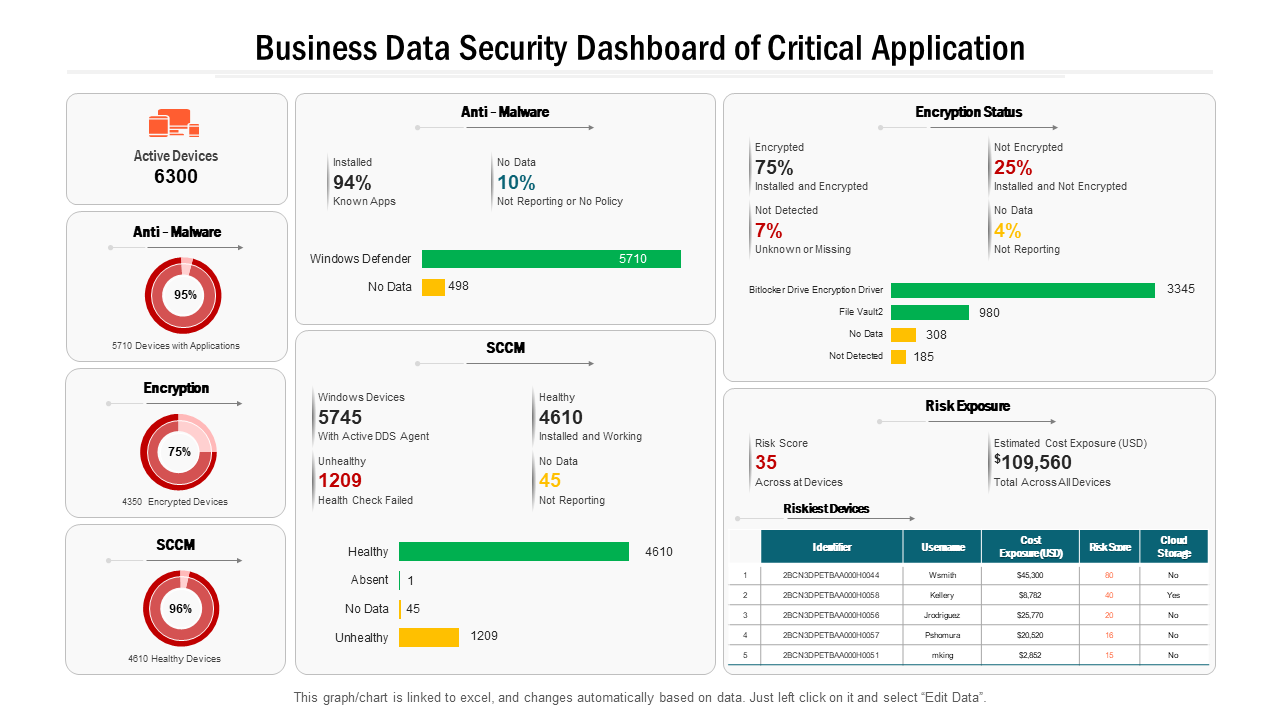 Business Data Security Dashboard of Critical Application
Active Devices
6300
Anti – Malware
95%
5710 Devices with Applications
Encryption
75%
4350 Encrypted Devices
SCCM
96%
4610 Healthy Devices
Anti – Malware
Installed
94%
Known Apps
No Data
10%
Not Reporting or No Policy
Windows Defender 5710
No Data 498
SCCM
Windows Devices
5745
With Active DDS Agent
Healthy
4610
Installed and Working
Unhealthy
1209
Health Check Failed
No Data
45
Not Reporting
Healthy 4610
Absent 1
No Data 45
Unhealthy 1209
Encryption Status
Encrypted
75%
Installed and Encrypted
Not Encrypted
25%
Installed and Not Encrypted
Not Detected
7%
Unknown or Missing
No Data
4%
Not Reporting
Bitlocker Drive Encryption Driver 3345
File Vault2 980
No Data 308
Not Detected 185
Risk Exposure
Risk Score
35
Across at Devices
Estimated Cost Exposure (USD)
$109,560
Total Across All Devices
Riskiest Devices
Identifier Username Cost Exposure(USD) Risk Score Cloud Storage
1 2BCN3DPETBAA000H0044 Wsmith $45,300 80 No
2 2BCN3DPETBAA000H0058 Kellery $8,782 40 Yes
3 2BCN3DPETBAA000H0056 Jrodriguez $25,770 20 No
4 2BCN3DPETBAA000H0057 Pshomura $20,520 16 No
5 2BCN3DPETBAA000H0051 mking $2,852 15 No
This graph/chart is linked to excel, and changes automatically based on data. Just left click on it and select “Edit Data”.